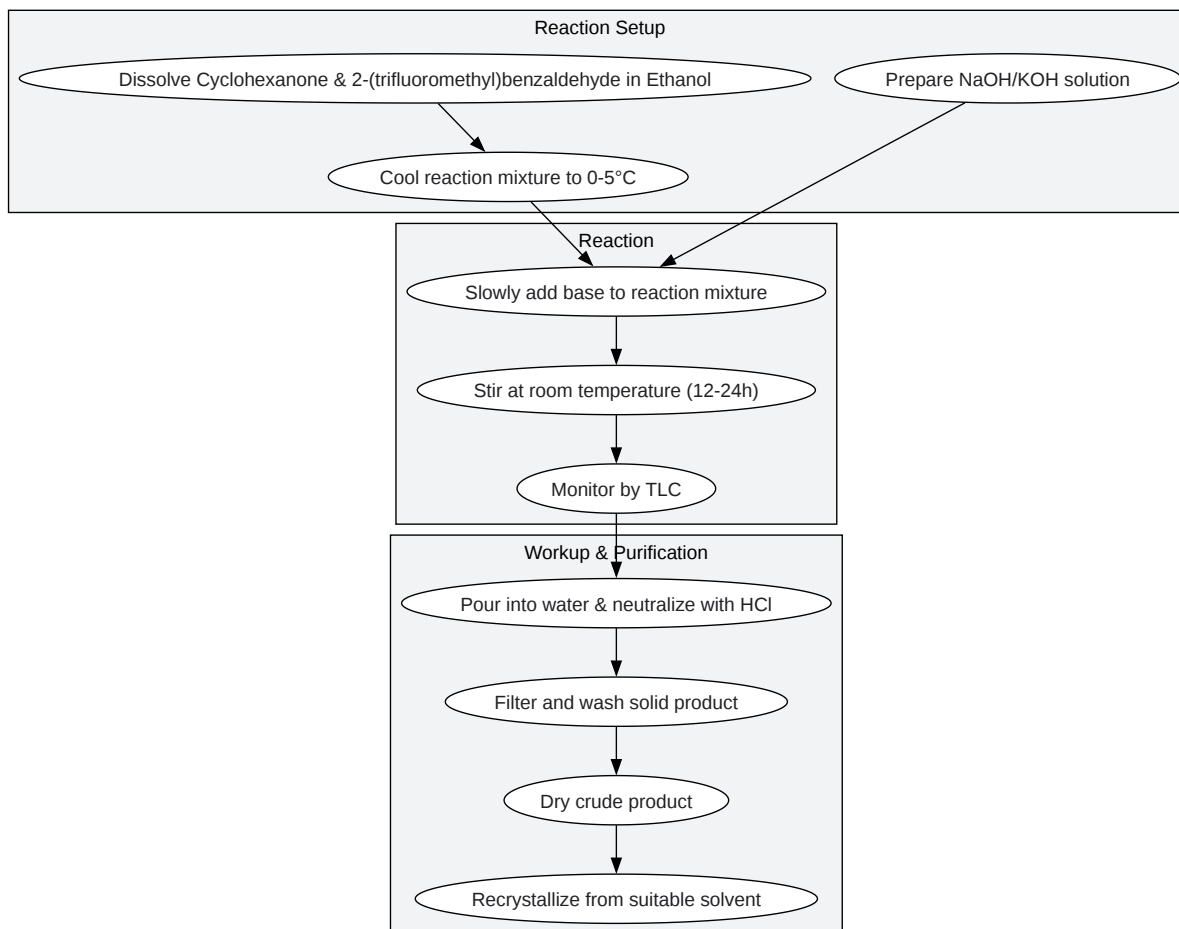 Reaction Setup
Dissolve Cyclohexanone & 2-(trifluoromethyl)benzaldehyde in Ethanol
Prepare NaOH/KOH solution
Cool reaction mixture to 0-5°C
Reaction
Slowly add base to reaction mixture
Stir at room temperature (12-24h)
Monitor by TLC
Workup & Purification
Pour into water & neutralize with HCl
Filter and wash solid product
Dry crude product
Recrystallize from suitable solvent